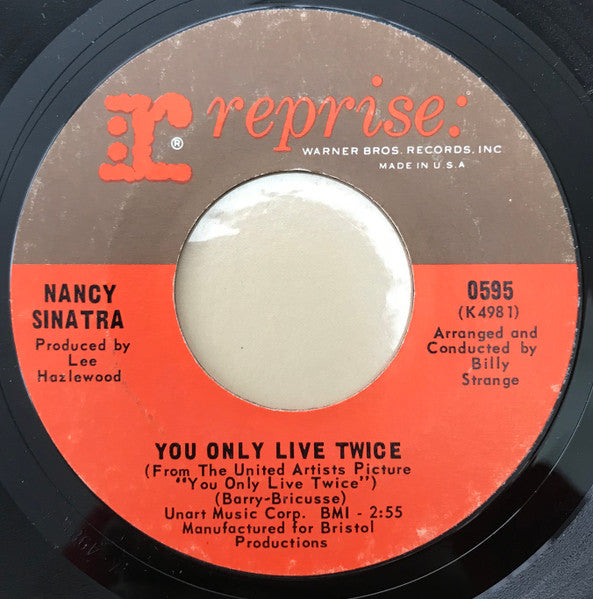 r® reprise:
WARNER BROS. RECORDS, INC
MADE IN U.S.A
NANCY
SINATRA
Produced by
Lee
Hazlewood
0595
(K4981)
Arranged and
Conducted by
Billy
Strange
YOU ONLY LIVE TWICE
(From The United Artists Picture
"You Only Live Twice")
(Barry-Bricusse)
Unart Music Corp. BMI - 2:55
Manufactured for Bristol
Productions